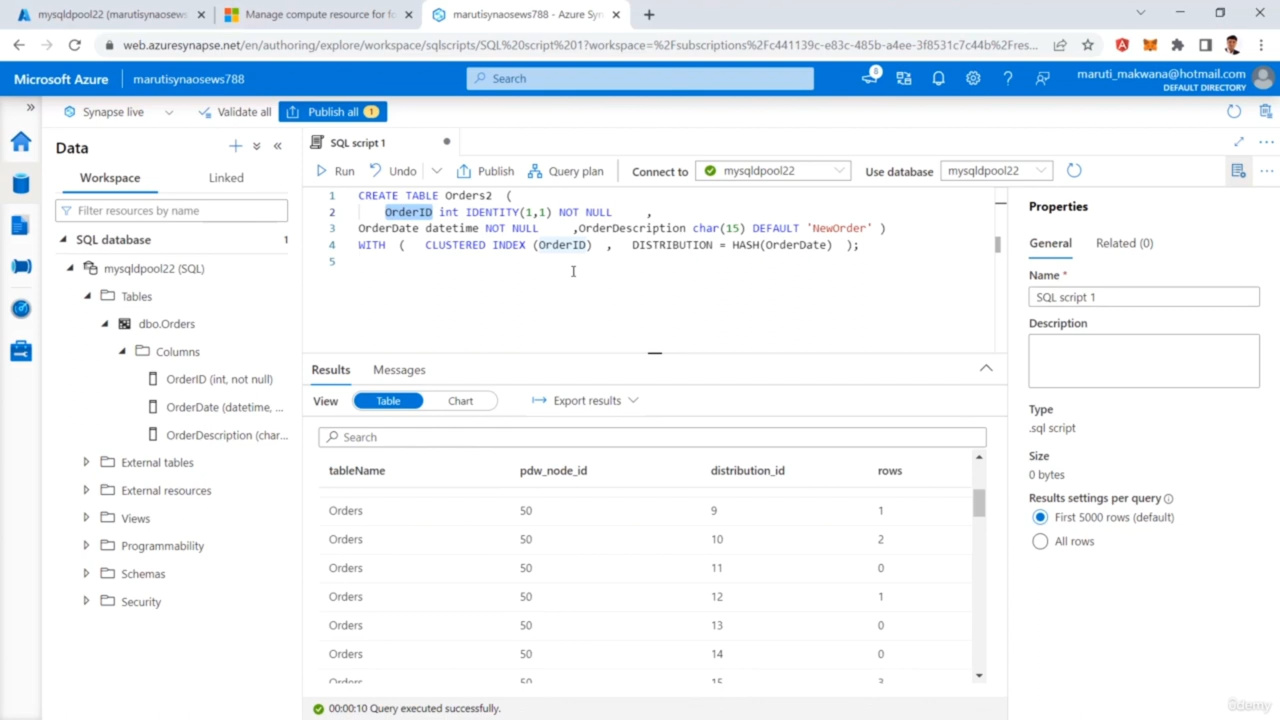 mysqldpool22 (marutisynaosews
Manage compute resource for fo
marutisynaosews788 - Azure Syn
web.azuresynapse.net/en/authoring/explore/workspace/sqlscripts/SQL%20script%201?workspace=%2Fsubscriptions%2Fc441139c-e83c-485b-a4ee-3f8531c7c44b%2Fres...
Microsoft Azure
marutisynaosews788
Search
8
maruti_makwana@hotmail.com
DEFAULT DIRECTORY
Synapse live
Validate all
Publish all
1
Data
Workspace
Linked
Filter resources by name
SQL database
1
mysqldpool22 (SQL)
Tables
dbo.Orders
Columns
OrderID (int, not null)
OrderDate (datetime, ...
OrderDescription (char...
External tables
External resources
Views
Programmability
Schemas
Security
SQL script 1
Run
Undo
Publish
Query plan
Connect to
mysqldpool22
Use database
mysqldpool22
1 CREATE TABLE Orders2 (
2 OrderID int IDENTITY(1,1) NOT NULL ,
3 OrderDate datetime NOT NULL ,OrderDescription char(15) DEFAULT 'NewOrder' )
4 WITH ( CLUSTERED INDEX (OrderID) , DISTRIBUTION = HASH(OrderDate) );
5
Results
Messages
View
Table
Chart
Export results
Search
tableName pdw_node_id distribution_id rows
Orders 50 9 1
Orders 50 10 2
Orders 50 11 0
Orders 50 12 1
Orders 50 13 0
Orders 50 14 0
Orders 50 15 3
00:00:10 Query executed successfully.
Properties
General
Related (0)
Name *
SQL script 1
Description
Type
.sql script
Size
0 bytes
Results settings per query
First 5000 rows (default)
All rows
ûdemy